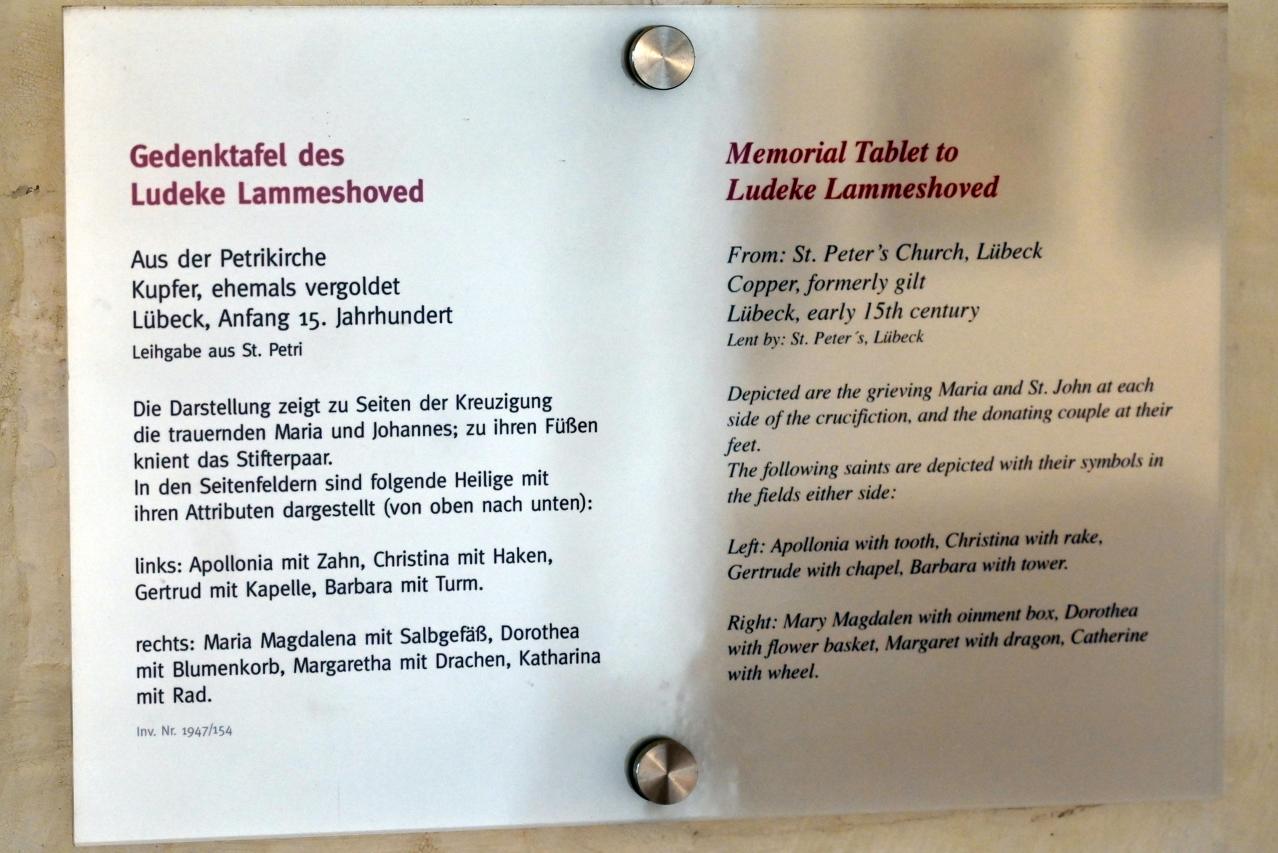 Gedenktafel des
Ludeke Lammeshoved
Aus der Petrikirche
Kupfer, ehemals vergoldet
Lübeck, Anfang 15. Jahrhundert
Leihgabe aus St. Petri
Die Darstellung zeigt zu Seiten der Kreuzigung
die trauernden Maria und Johannes; zu ihren Füßen
knient das Stifterpaar.
In den Seitenfeldern sind folgende Heilige mit
ihren Attributen dargestellt (von oben nach unten):
links: Apollonia mit Zahn, Christina mit Haken,
Gertrud mit Kapelle, Barbara mit Turm.
rechts: Maria Magdalena mit Salbgefäß, Dorothea
mit Blumenkorb, Margaretha mit Drachen, Katharina
mit Rad.
Inv. Nr. 1947/154
Memorial Tablet to
Ludeke Lammeshoved
From: St. Peter's Church, Lübeck
Copper, formerly gilt
Lübeck, early 15th century
Lent by: St. Peter´s, Lübeck
Depicted are the grieving Maria and St. John at each
side of the crucifiction, and the donating couple at their
feet.
The following saints are depicted with their symbols in
the fields either side:
Left: Apollonia with tooth, Christina with rake,
Gertrude with chapel, Barbara with tower.
Right: Mary Magdalen with oinment box, Dorothea
with flower basket, Margaret with dragon, Catherine
with wheel.